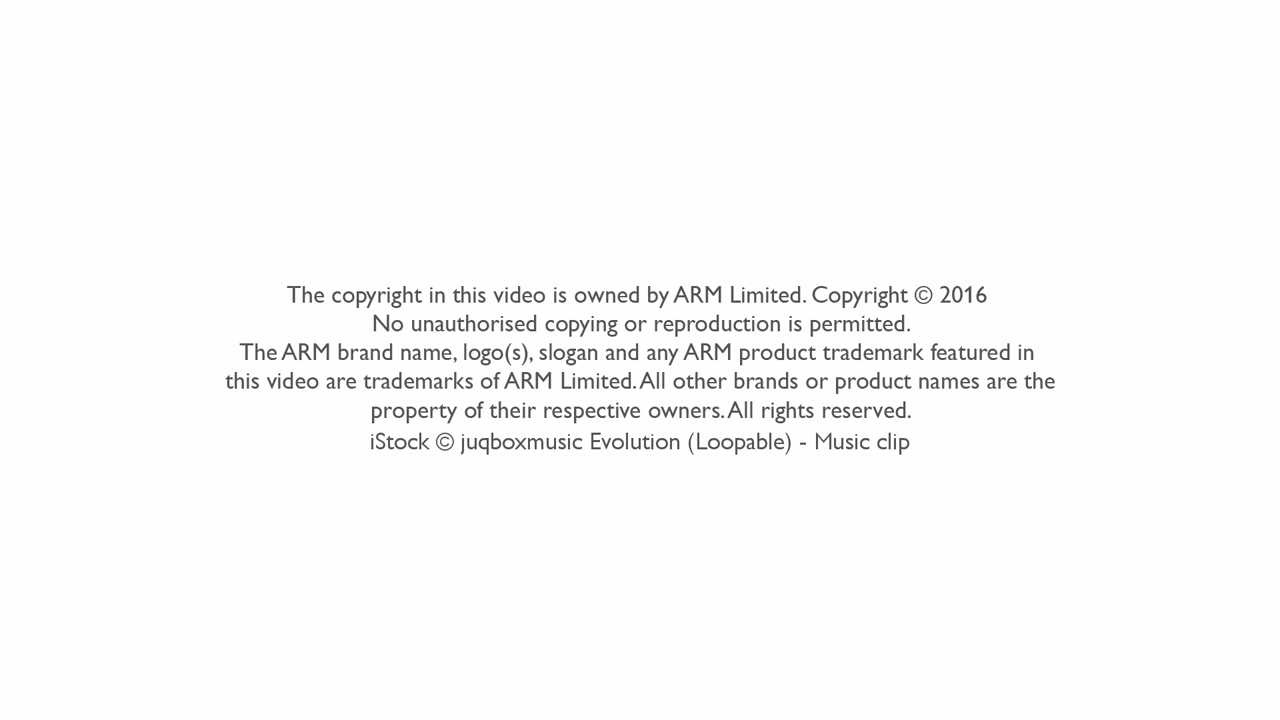 The copyright in this video is owned by ARM Limited. Copyright © 2016
No unauthorised copying or reproduction is permitted.
The ARM brand name, logo(s), slogan and any ARM product trademark featured in
this video are trademarks of ARM Limited. All other brands or product names are the
property of their respective owners. All rights reserved.
iStock © juqboxmusic Evolution (Loopable) - Music clip